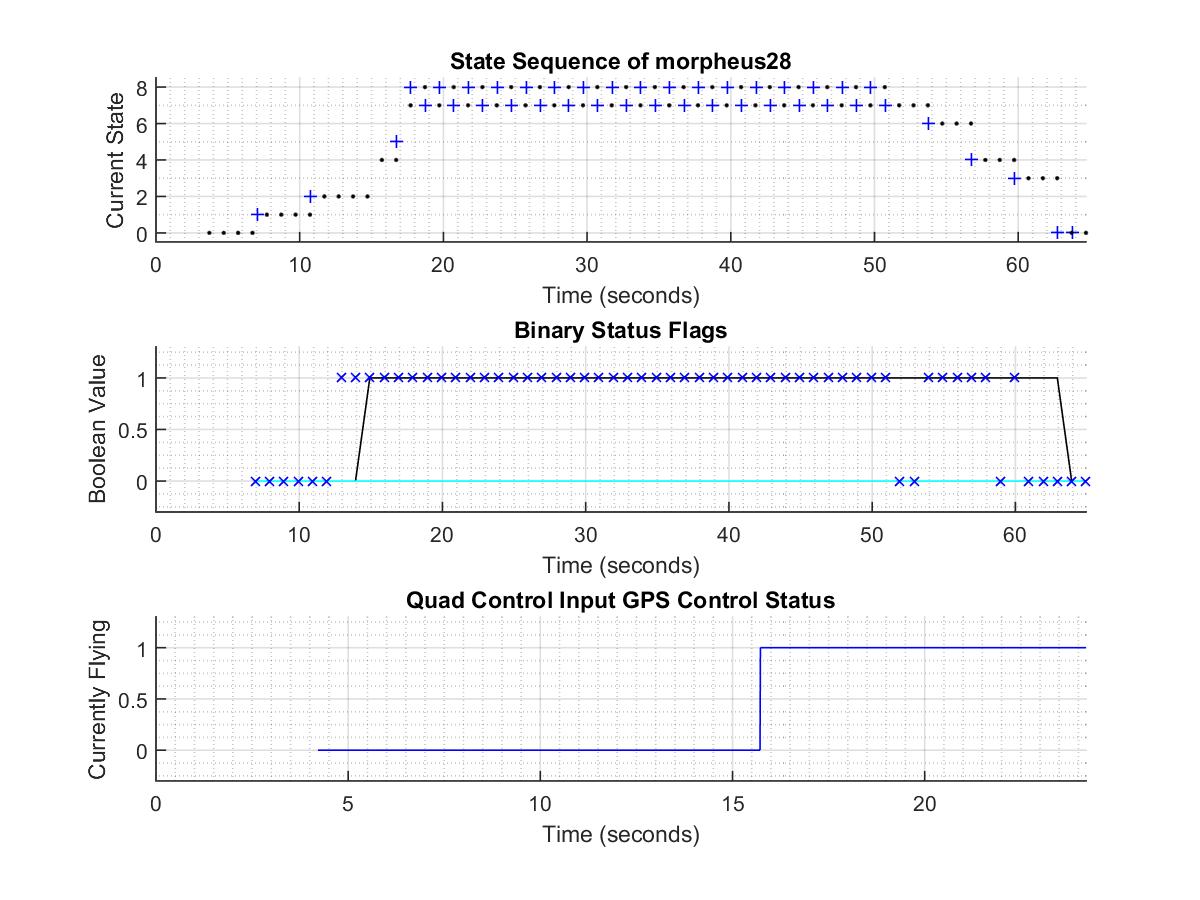 State Sequence of morpheus28
8
6
4
2
0
Current State
0 10 20 30 40 50 60
Time (seconds)
Binary Status Flags
1
0.5
0
Boolean Value
0 10 20 30 40 50 60
Time (seconds)
Quad Control Input GPS Control Status
1
0.5
0
Currently Flying
0 5 10 15 20
Time (seconds)